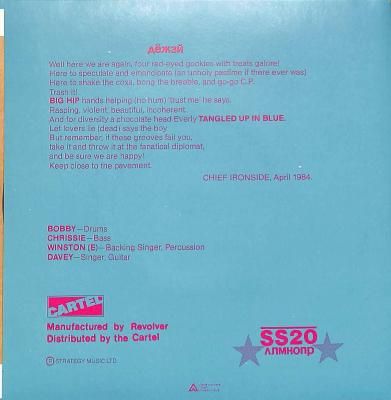 дёжзй
Well here we are again, four red-eyed gookies with treats galore!
Here to speculate and emancipate (an unholy pastime if there ever was)
Here to shake the coxa, bong the breable, and go-go C.P.
Trash it!
BIG HIP hands helping (ho hum) 'trust me' he says.
Rasping, violent, beautiful, incoherent.
And for diversity a chocolate head Everly TANGLED UP IN BLUE.
Let lovers lie (dead) says the boy
But remember, if these grooves fail you,
take it and throw it at the fanatical diplomat,
and be sure we are happy!
Keep close to the pavement.
CHIEF IRONSIDE, April 1984.
BOBBY—Drums
CHRISSIE—Bass
WINSTON (E)—Backing Singer, Percussion
DAVEY—Singer, Guitar
CARTEL
Manufactured by Revolver
Distributed by the Cartel
Ⓟ STRATEGY MUSIC LTD.
SS20
лпмнопр